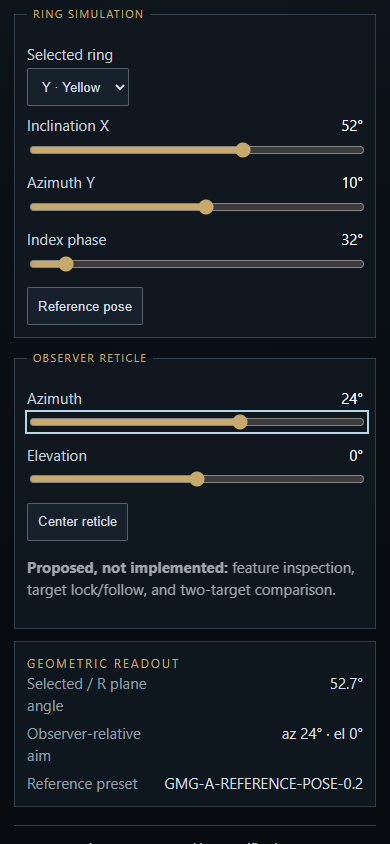 RING SIMULATION
Selected ring
Y · Yellow
Inclination X 52°
Azimuth Y 10°
Index phase 32°
Reference pose
OBSERVER RETICLE
Azimuth 24°
Elevation 0°
Center reticle
Proposed, not implemented: feature inspection,
target lock/follow, and two-target comparison.
GEOMETRIC READOUT
Selected / R plane 52.7°
angle
Observer-relative az 24° · el 0°
aim
Reference preset GMG-A-REFERENCE-POSE-0.2